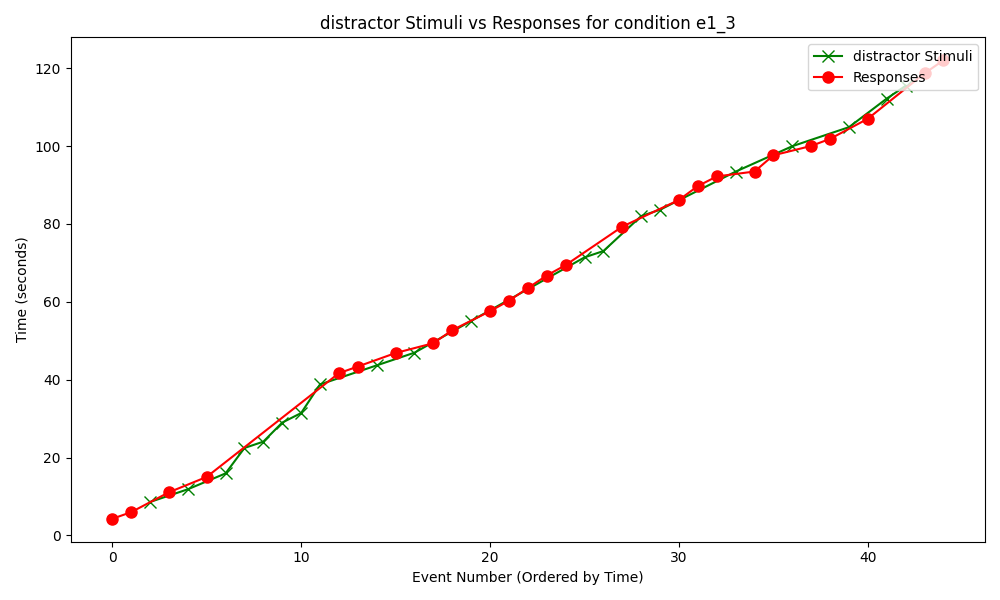 distractor Stimuli vs Responses for condition e1_3
distractor Stimuli
Responses
120
100
80
60
40
20
0
Time (seconds)
0 10 20 30 40
Event Number (Ordered by Time)